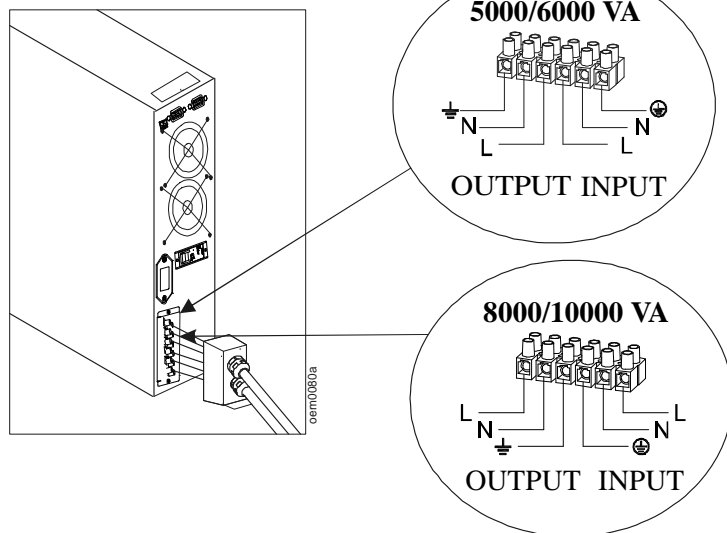 5000/6000 VA
N
N
L
L
OUTPUT INPUT
8000/10000 VA
L
L
N
N
OUTPUT INPUT
oem0080a